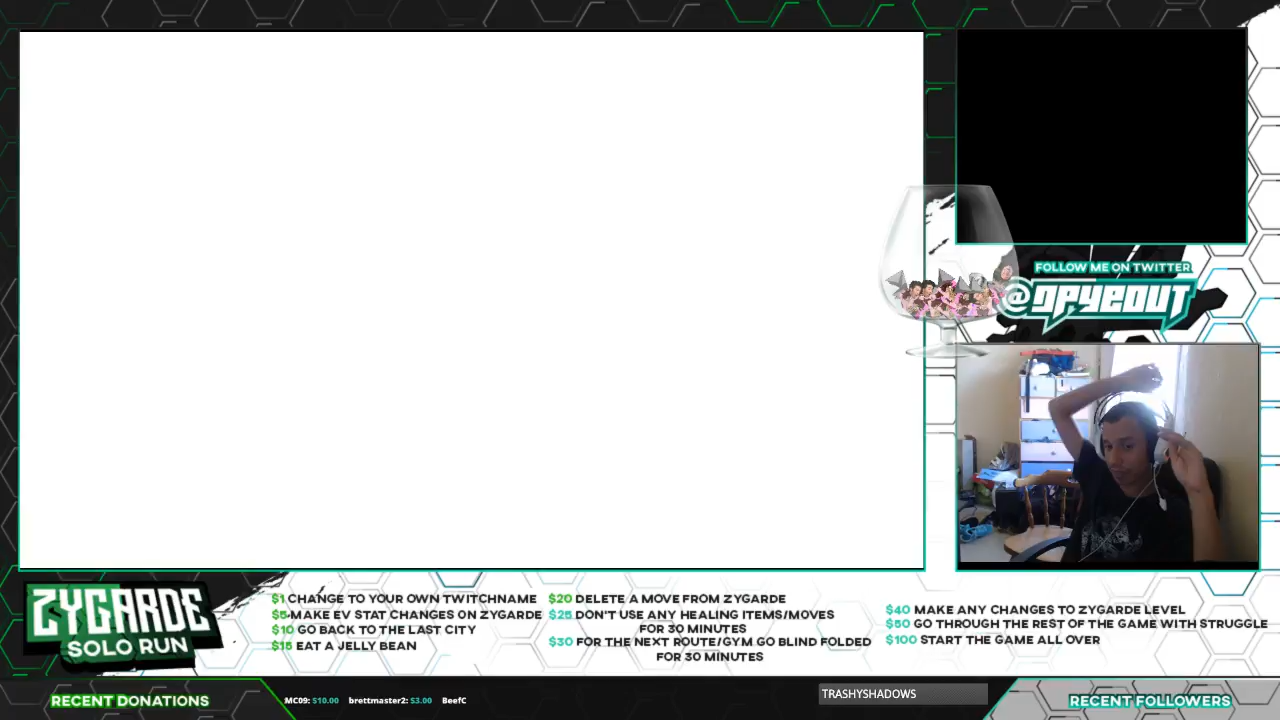 FOLLOW ME ON TWITTER
@GPYEOUT
ZYGARDE
SOLO RUN
$1 CHANGE TO YOUR OWN TWITCHNAME
$5 MAKE EV STAT CHANGES ON ZYGARDE
$10 GO BACK TO THE LAST CITY
$15 EAT A JELLY BEAN
$20 DELETE A MOVE FROM ZYGARDE
$25 DON'T USE ANY HEALING ITEMS/MOVES
FOR 30 MINUTES
$30 FOR THE NEXT ROUTE/GYM GO BLIND FOLDED
FOR 30 MINUTES
$40 MAKE ANY CHANGES TO ZYGARDE LEVEL
$50 GO THROUGH THE REST OF THE GAME WITH STRUGGLE
$100 START THE GAME ALL OVER
RECENT DONATIONS
MC09: $10.00 brettmaster2: $3.00 BeefC
TRASHYSHADOWS
RECENT FOLLOWERS